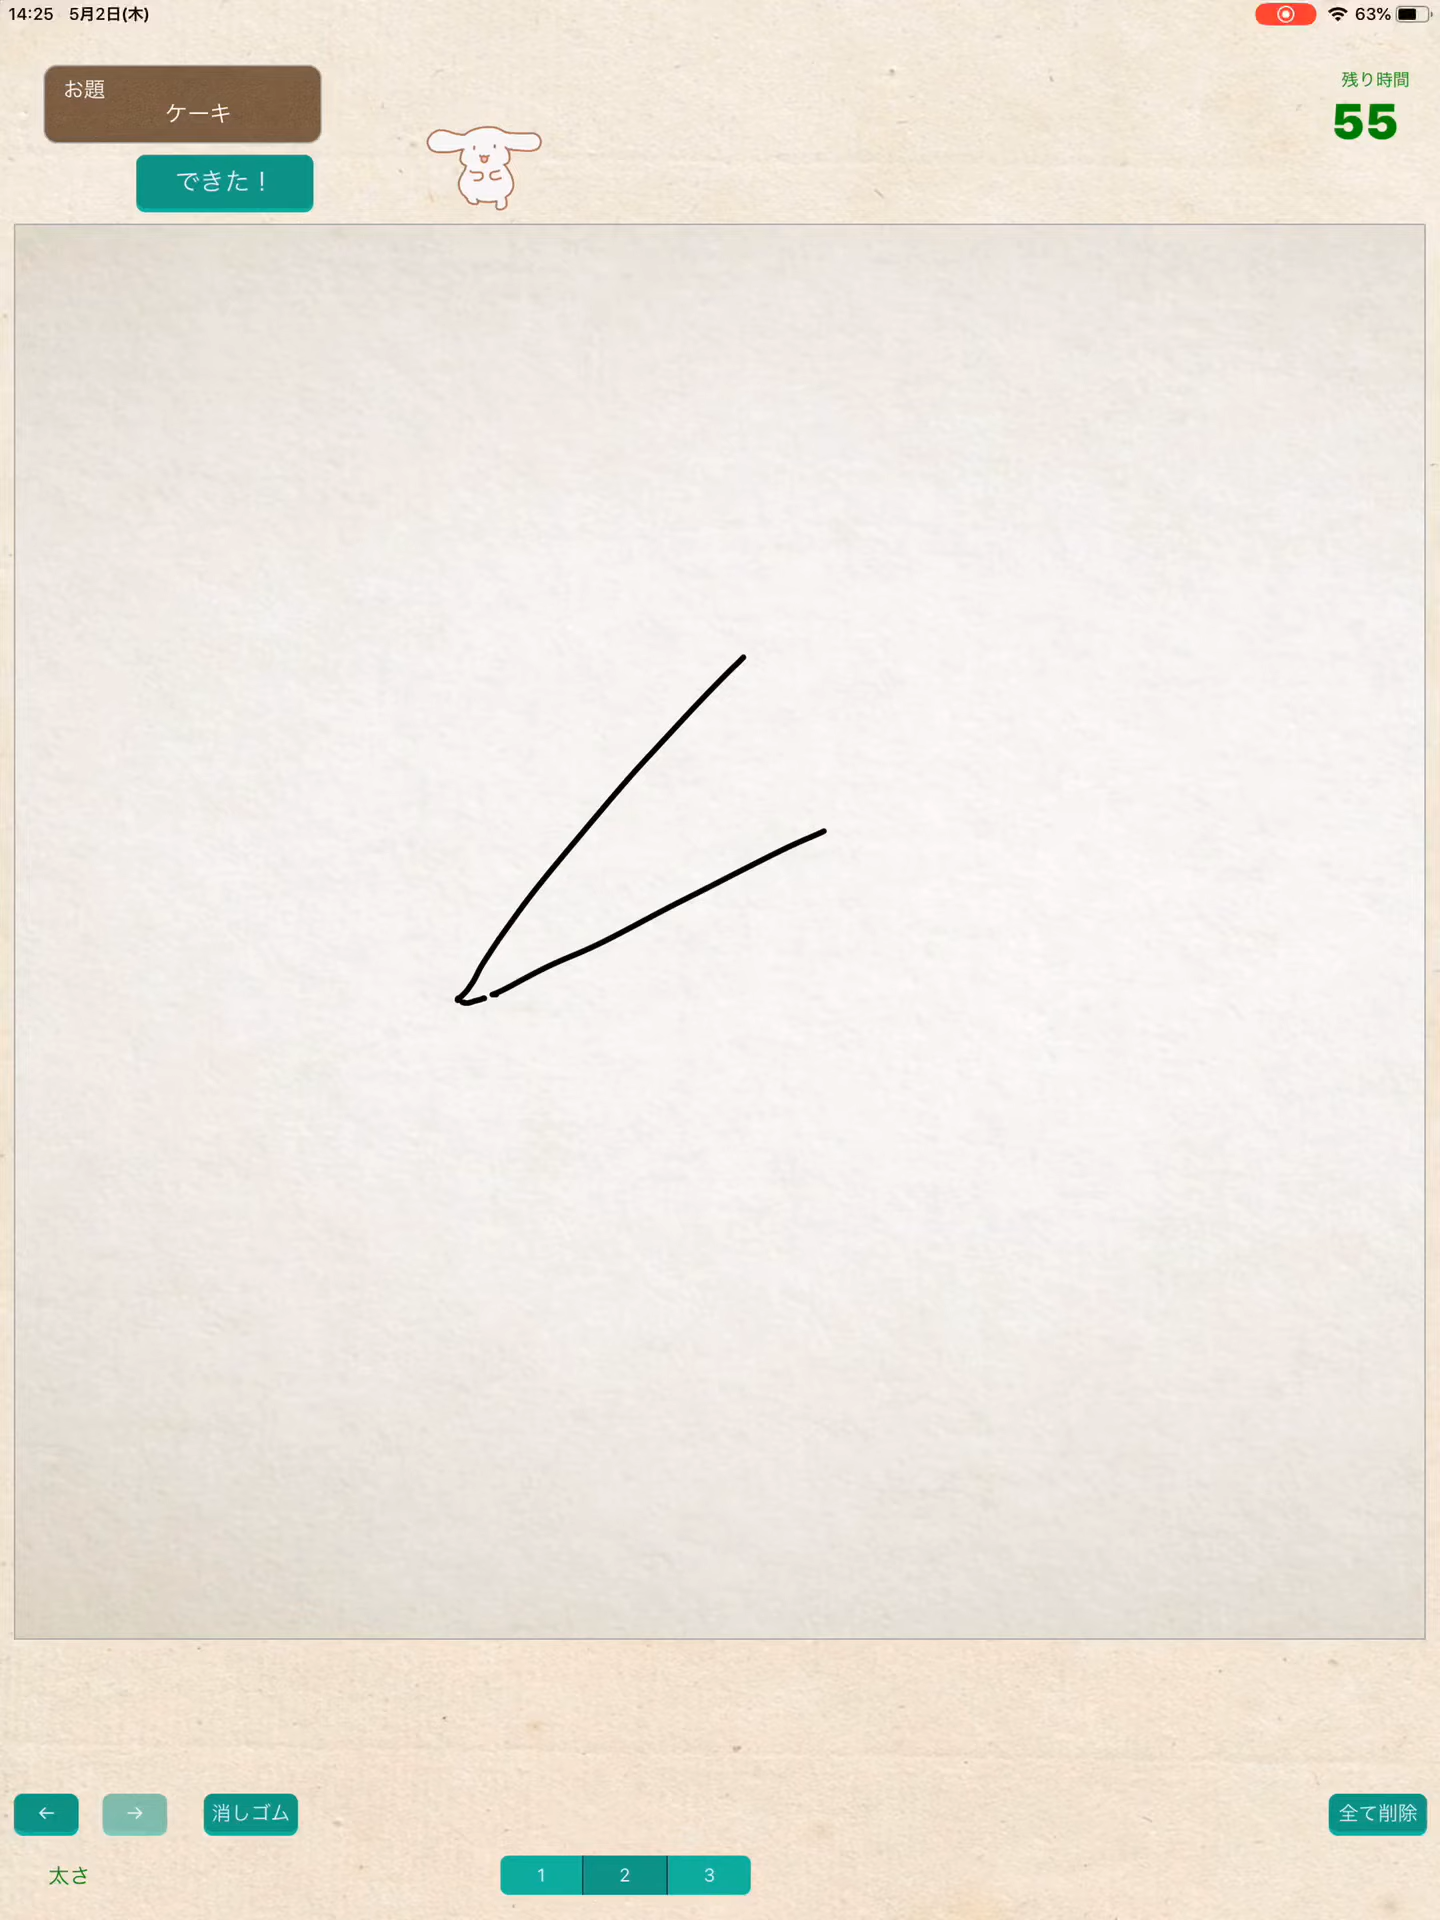 14:25 5月2日(木)
63%
お題
ケーキ
残り時間
55
できた！
←
→
消しゴム
全て削除
太さ
1 2 3